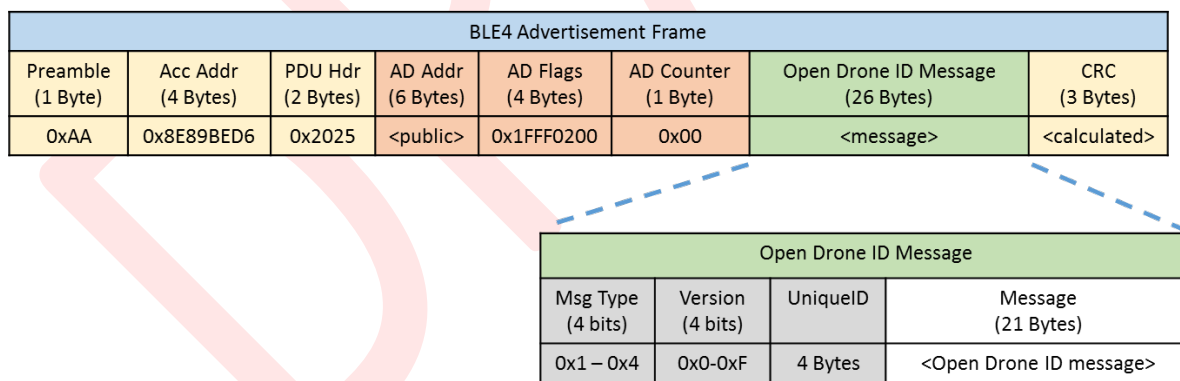 BLE4 Advertisement Frame
Preamble Acc Addr PDU Hdr AD Addr AD Flags AD Counter Open Drone ID Message CRC
(1 Byte) (4 Bytes) (2 Bytes) (6 Bytes) (4 Bytes) (1 Byte) (26 Bytes) (3 Bytes)
0xAA 0x8E89BED6 0x2025 <public> 0x1FFF0200 0x00 <message> <calculated>
Open Drone ID Message
Msg Type Version UniqueID Message
(4 bits) (4 bits) (21 Bytes)
0x1 – 0x4 0x0-0xF 4 Bytes <Open Drone ID message>